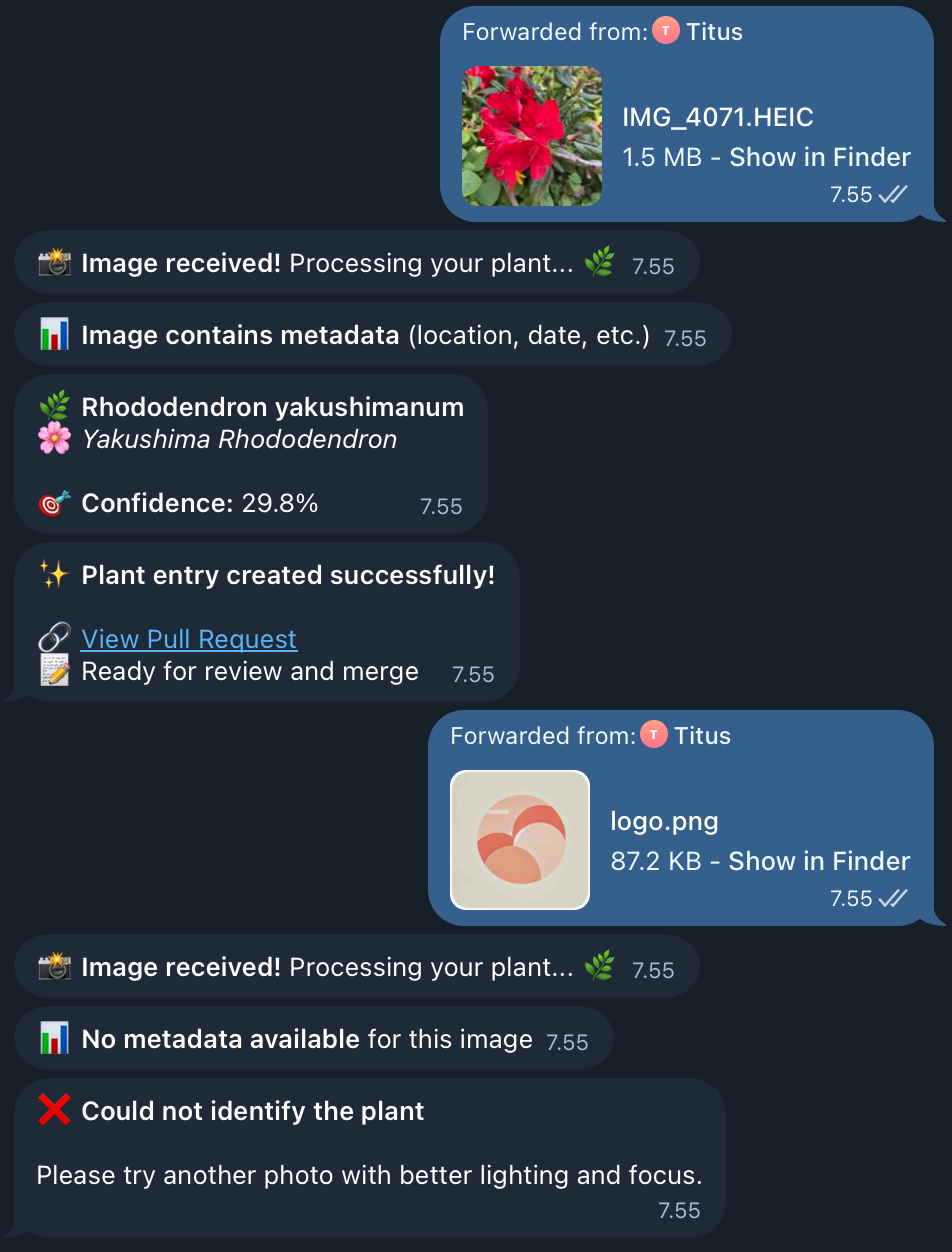 Forwarded from: T Titus
IMG_4071.HEIC
1.5 MB - Show in Finder
7.55
Image received! Processing your plant... 7.55
Image contains metadata (location, date, etc.) 7.55
Rhododendron yakushimanum
Yakushima Rhododendron
Confidence: 29.8% 7.55
Plant entry created successfully!
View Pull Request
Ready for review and merge 7.55
Forwarded from: T Titus
logo.png
87.2 KB - Show in Finder
7.55
Image received! Processing your plant... 7.55
No metadata available for this image 7.55
Could not identify the plant
Please try another photo with better lighting and focus.
7.55